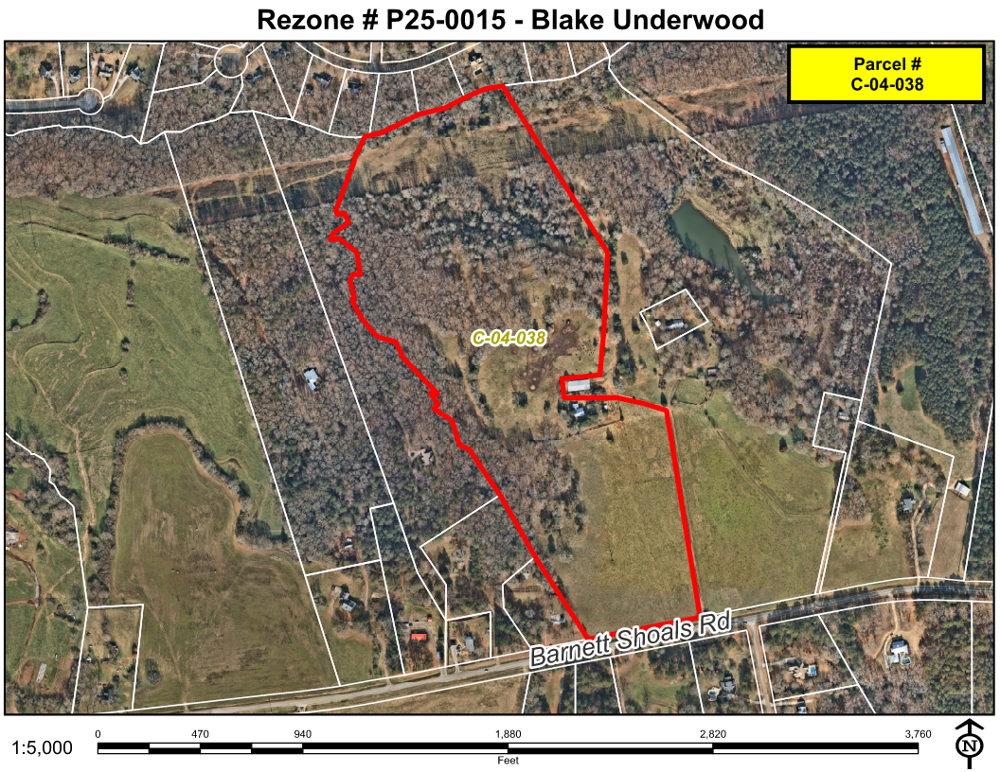 Rezone # P25-0015 - Blake Underwood
Parcel #
C-04-038
C-04-038
Barnett Shoals Rd
1:5,000
0 470 940 1,880 2,820 3,760
Feet
N